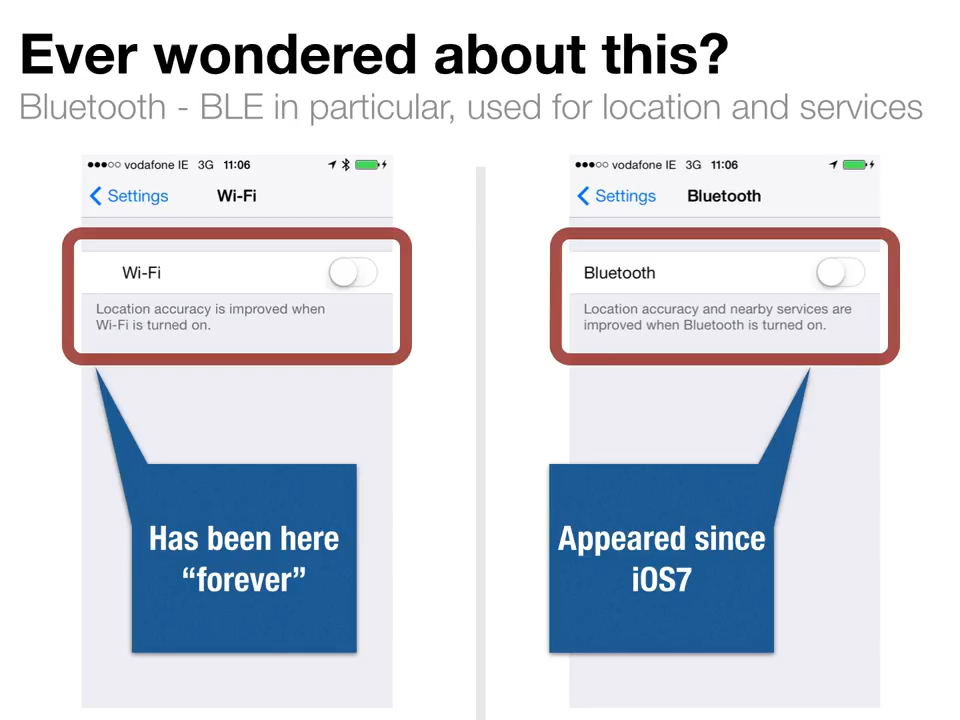 Ever wondered about this?
Bluetooth - BLE in particular, used for location and services
vodafone IE 3G 11:06
Settings Wi-Fi
Wi-Fi
Location accuracy is improved when
Wi-Fi is turned on.
Has been here
“forever”
vodafone IE 3G 11:06
Settings Bluetooth
Bluetooth
Location accuracy and nearby services are
improved when Bluetooth is turned on.
Appeared since
iOS7